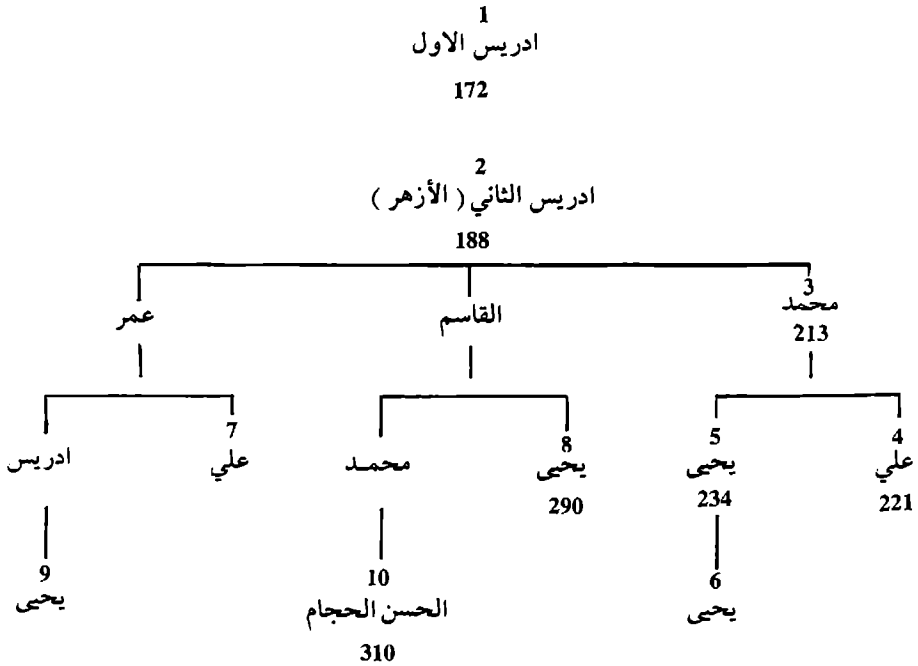 1
ادريس الاول
172
2
ادريس الثاني ( الأزهر )
188
3
محمد القاسم عمر
213
4 5 8 7
علي يحيى يحيى محمـد علي ادريس
221 234 290
6 10 9
يحيى الحسن الحجام يحيى
310